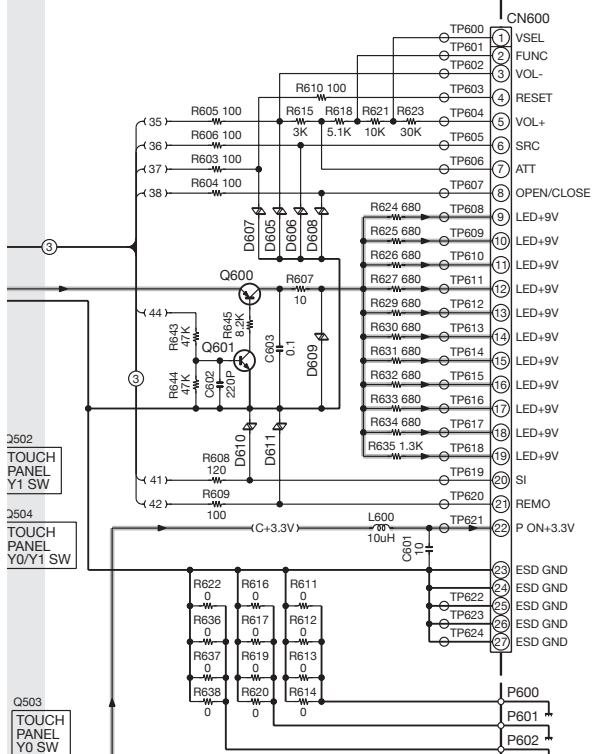 CN600
TP600 1 VSEL
TP601 2 FUNC
TP602 3 VOL-
R610 100 TP603 4 RESET
35 R605 100 R615 3K R618 5.1K R621 10K R623 30K TP604 5 VOL+
36 R606 100 TP605 6 SRC
37 R603 100 TP606 7 ATT
38 R604 100 TP607 8 OPEN/CLOSE
D607 D605 D606 D608
R624 680 TP608 9 LED+9V
R625 680 TP609 10 LED+9V
R626 680 TP610 11 LED+9V
R627 680 TP611 12 LED+9V
R629 680 TP612 13 LED+9V
R630 680 TP613 14 LED+9V
R631 680 TP614 15 LED+9V
R632 680 TP615 16 LED+9V
R633 680 TP616 17 LED+9V
R634 680 TP617 18 LED+9V
R635 1.3K TP618 19 LED+9V
3
Q600
R607
10
44
R643
47K
R645
8.2K
Q601
C603
0.1
D609
3
R644
47K
C602
220P
D610
D611
41 R608 120 TP619 20 SI
42 R609 100 TP620 21 REMO
(C+3.3V) L600 10uH TP621 22 P ON+3.3V
C601
10
23 ESD GND
24 ESD GND
TP622 25 ESD GND
TP623 26 ESD GND
TP624 27 ESD GND
Q502
TOUCH
PANEL
Y1 SW
Q504
TOUCH
PANEL
Y0/Y1 SW
R622 0 R616 0 R611 0
R636 0 R617 0 R612 0
R637 0 R619 0 R613 0
R638 0 R620 0 R614 0
Q503
TOUCH
PANEL
Y0 SW
P600
P601
P602